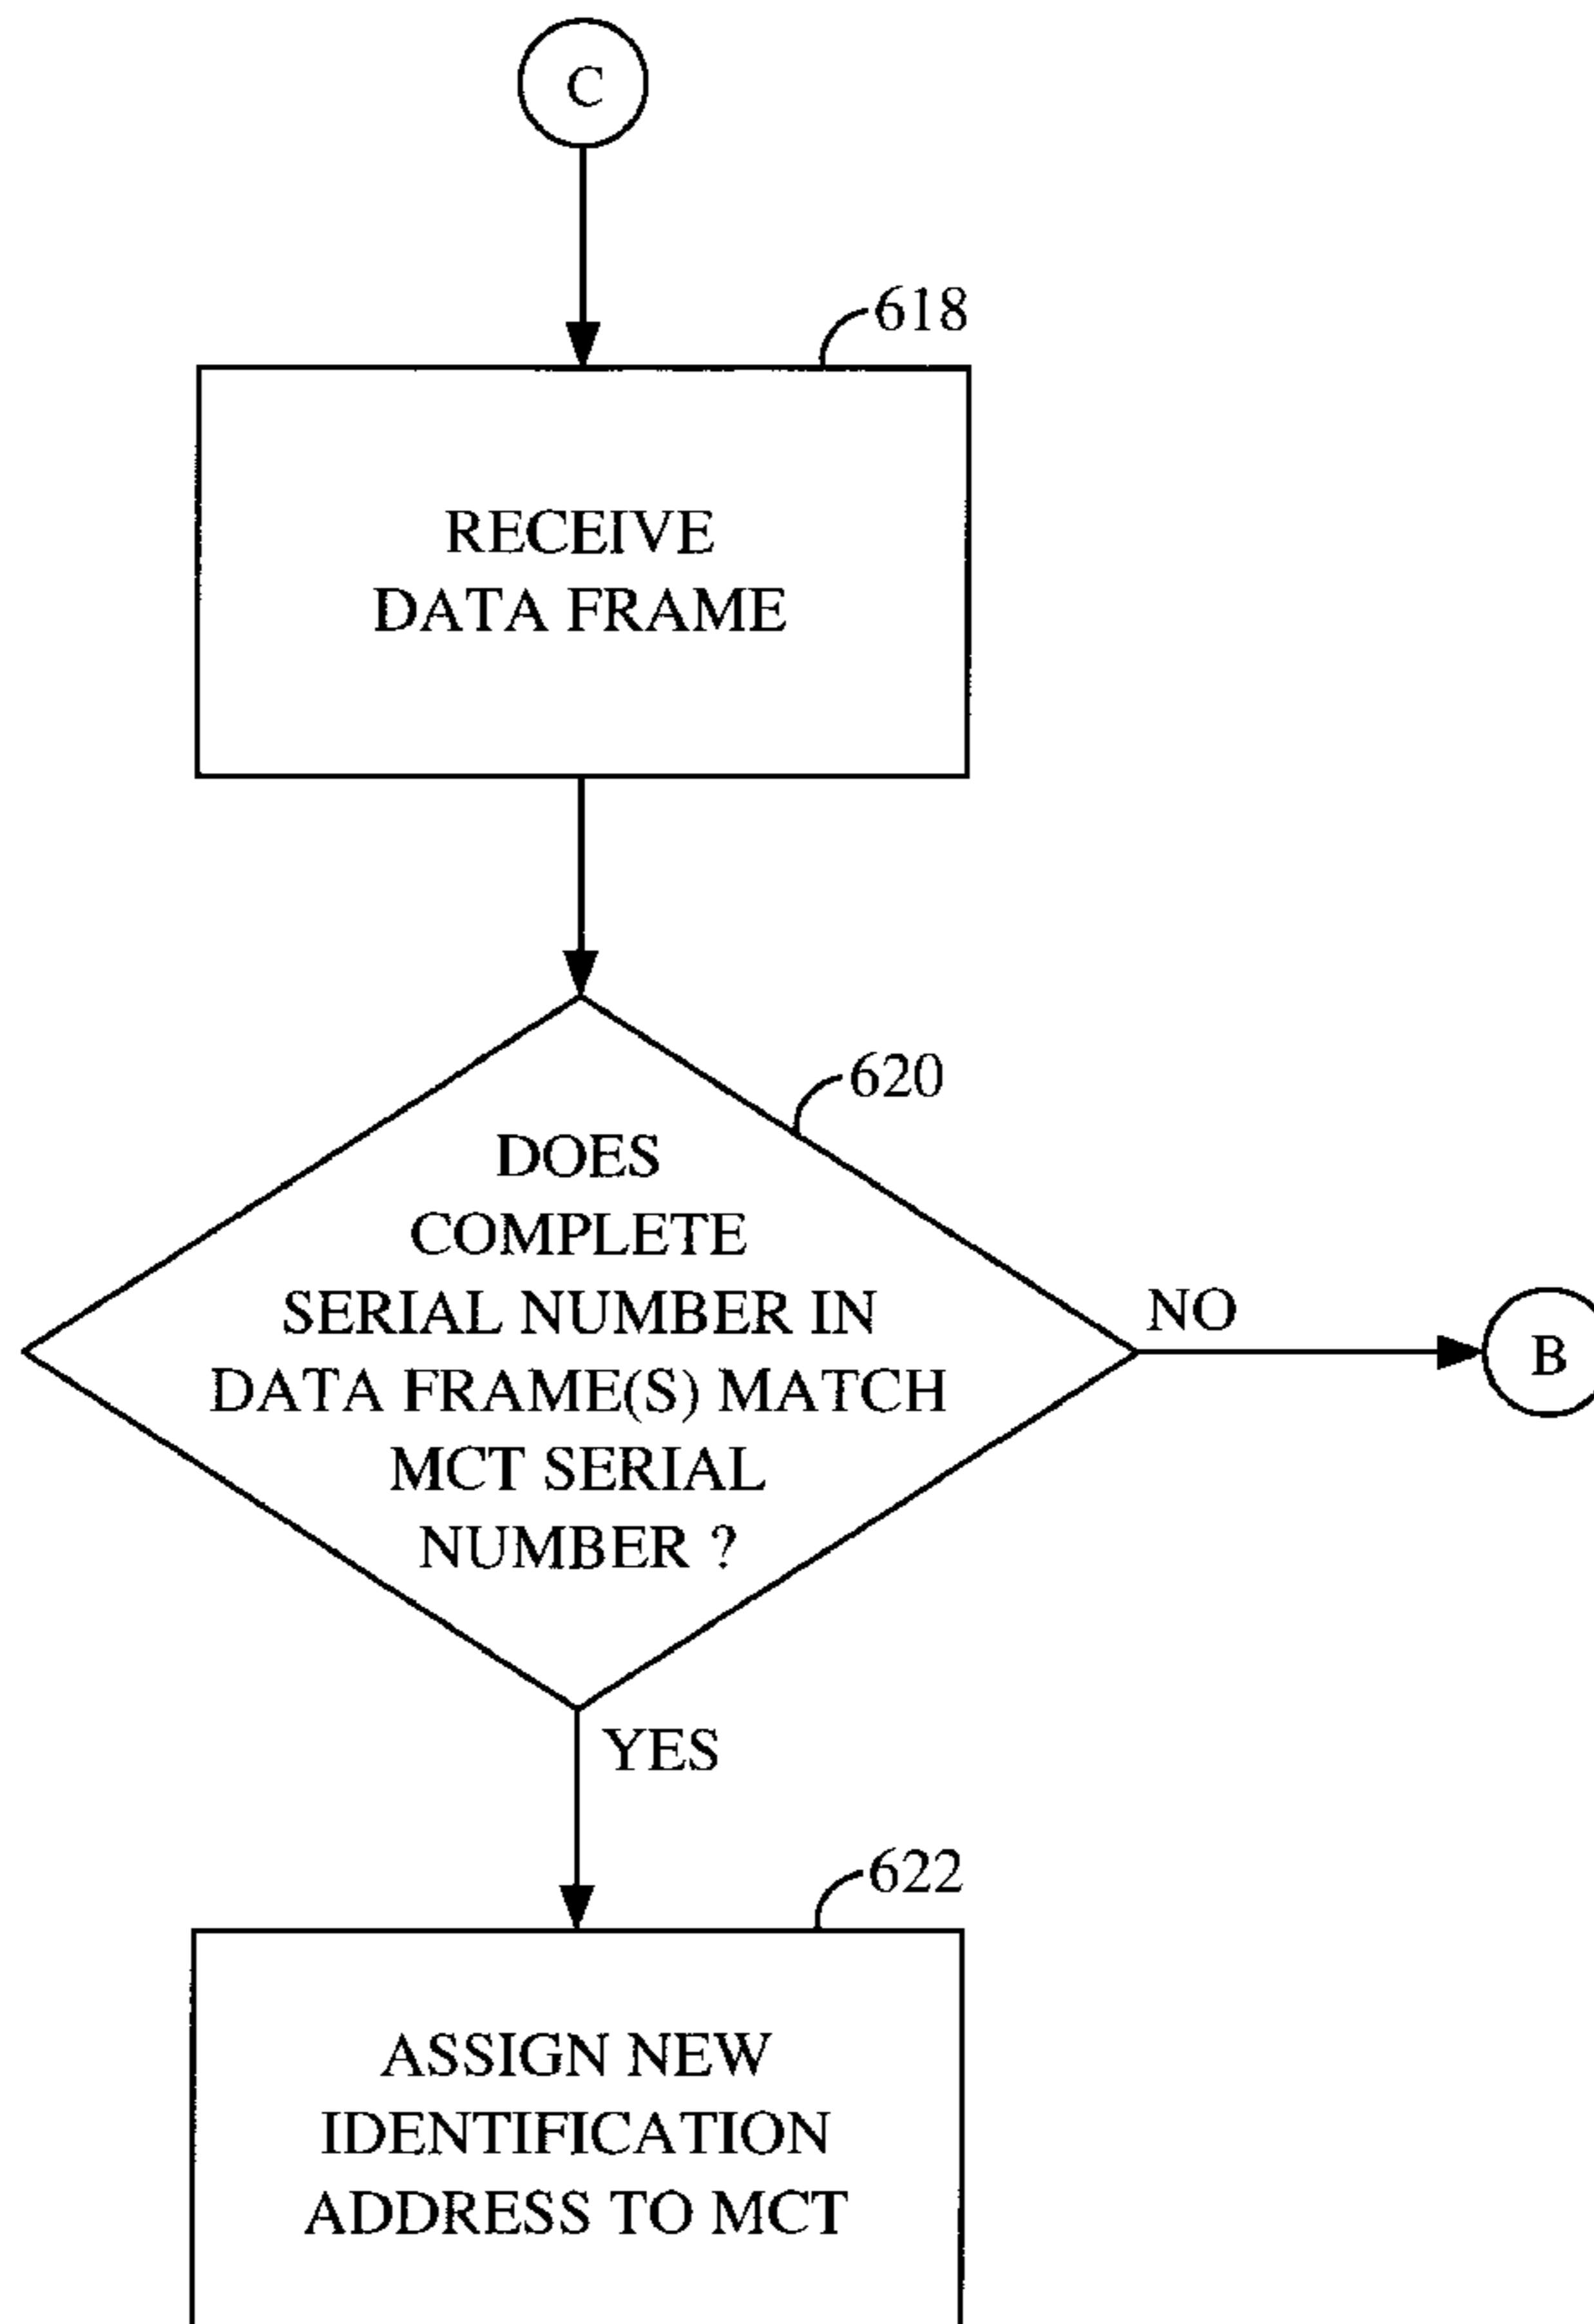 C
618
RECEIVE
DATA FRAME
620
DOES
COMPLETE
SERIAL NUMBER IN
DATA FRAME(S) MATCH
MCT SERIAL
NUMBER ?
NO
B
YES
622
ASSIGN NEW
IDENTIFICATION
ADDRESS TO MCT